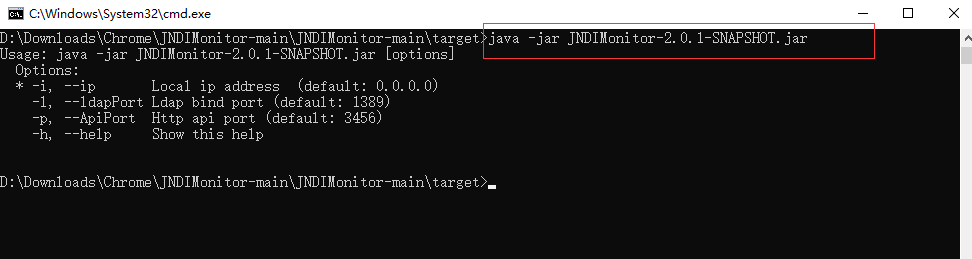 C:\Windows\System32\cmd.exe
D:\Downloads\Chrome\JNDIMonitor-main\JNDIMonitor-main\target>java -jar JNDIMonitor-2.0.1-SNAPSHOT.jar
Usage: java -jar JNDIMonitor-2.0.1-SNAPSHOT.jar [options]
  Options:
  * -i, --ip       Local ip address  (default: 0.0.0.0)
    -l, --ldapPort Ldap bind port (default: 1389)
    -p, --ApiPort  Http api port (default: 3456)
    -h, --help     Show this help
D:\Downloads\Chrome\JNDIMonitor-main\JNDIMonitor-main\target>